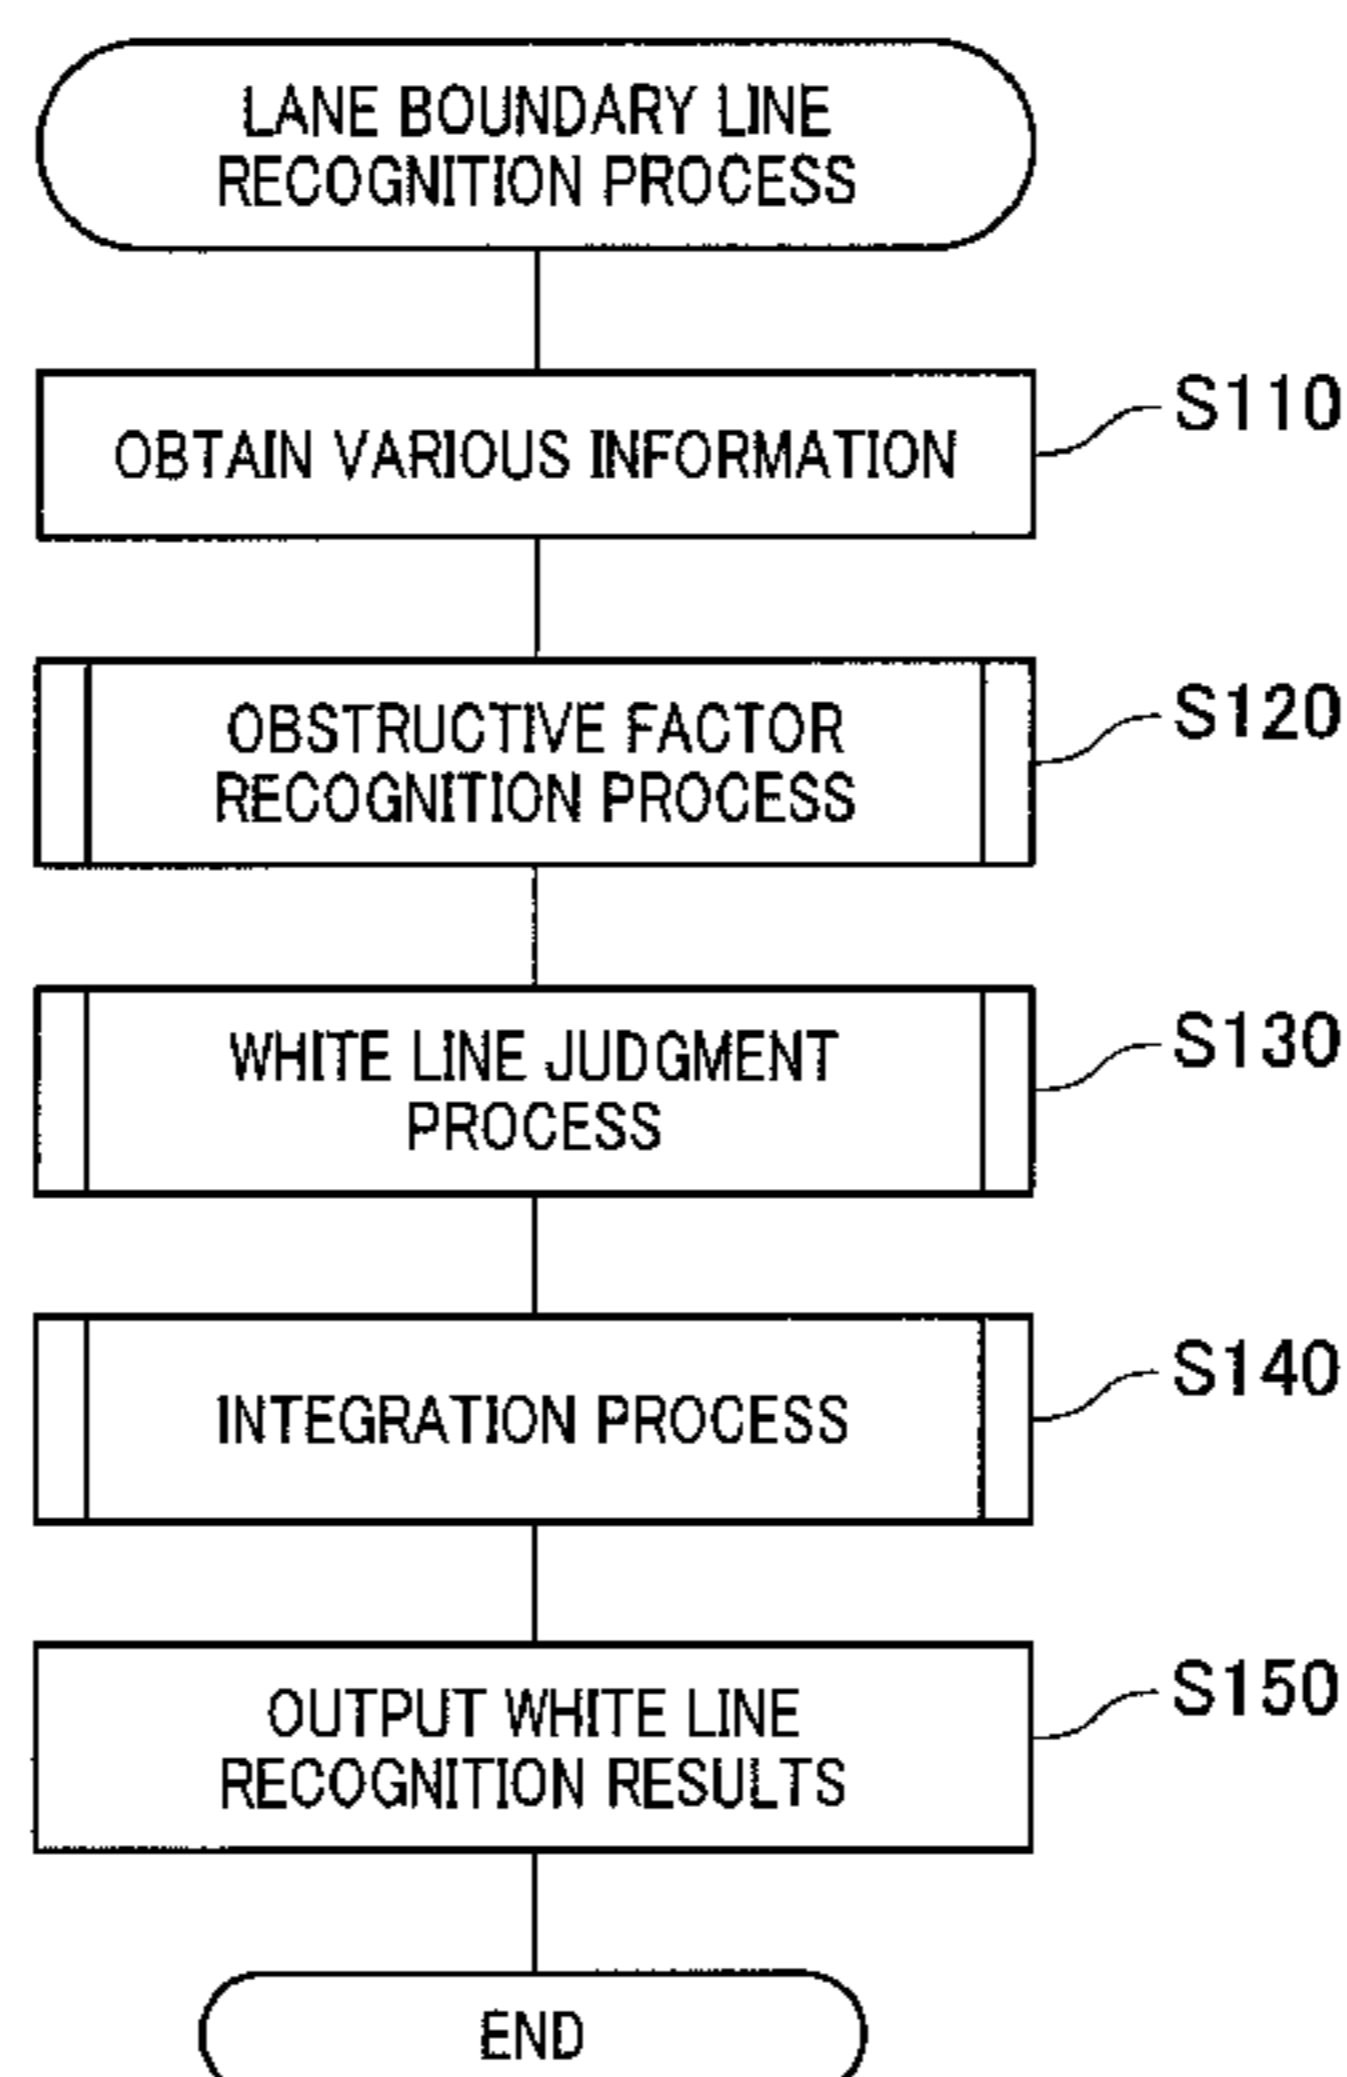 LANE BOUNDARY LINE
RECOGNITION PROCESS
OBTAIN VARIOUS INFORMATION
S110
OBSTRUCTIVE FACTOR
RECOGNITION PROCESS
S120
WHITE LINE JUDGMENT
PROCESS
S130
INTEGRATION PROCESS
S140
OUTPUT WHITE LINE
RECOGNITION RESULTS
S150
END